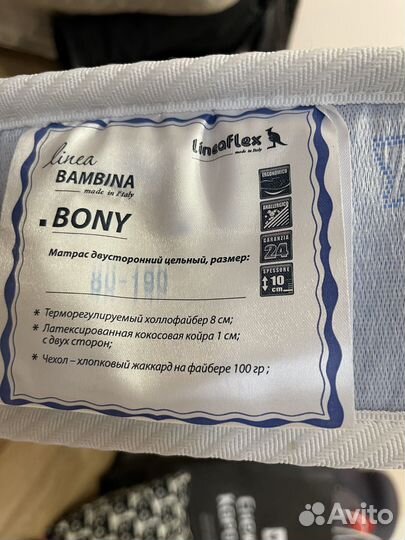 linea
BAMBINA
made in Italy
.BONY
Lineaflex
made in Italy
ERGONOMICO
ANALLERGICO
GARANZIA
24
SPESSORE
10
cm
Матрас двусторонний цельный, размер:
80-190
* Терморегулируемый холлофайбер 8 см;
* Латексированная кокосовая койра 1 см;
с двух сторон;
* Чехол – хлопковый жаккард на файбере 100 гр ;
Avito